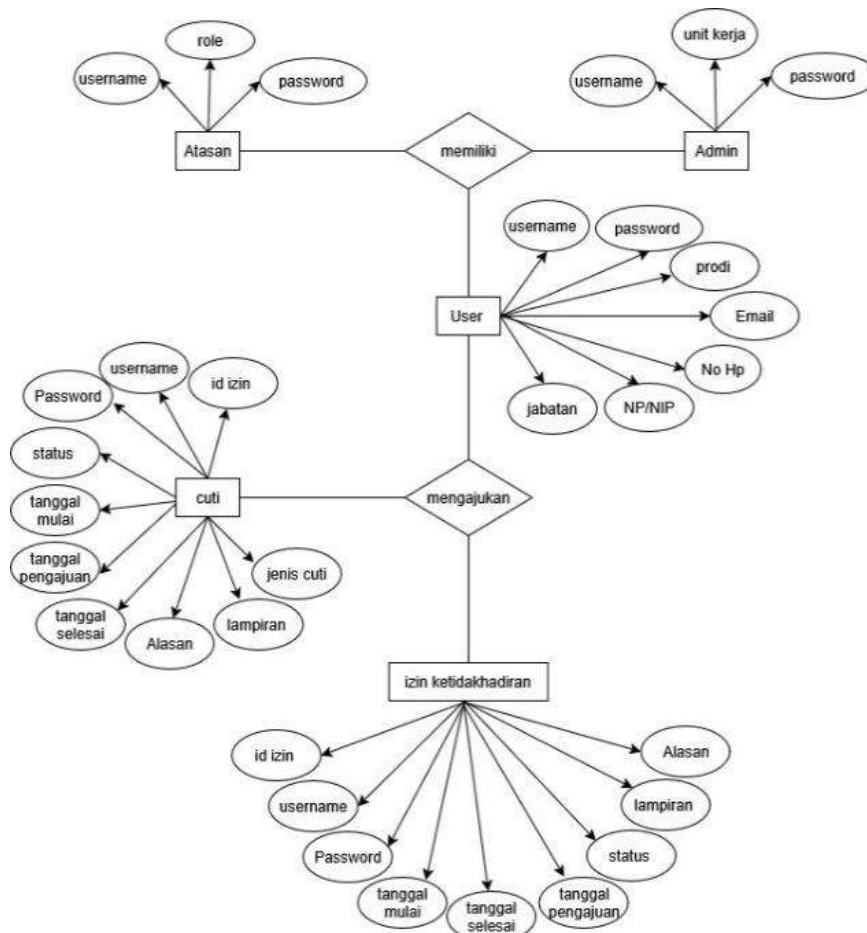 role
username
password
Atasan
unit kerja
username
password
Admin
memiliki
username
password
prodi
Email
No Hp
NP/NIP
jabatan
User
username
id izin
Password
status
tanggal
mulai
tanggal
pengajuan
tanggal
selesai
Alasan
lampiran
jenis cuti
cuti
mengajukan
izin ketidakhadiran
id izin
username
Password
tanggal
mulai
tanggal
selesai
tanggal
pengajuan
status
lampiran
Alasan